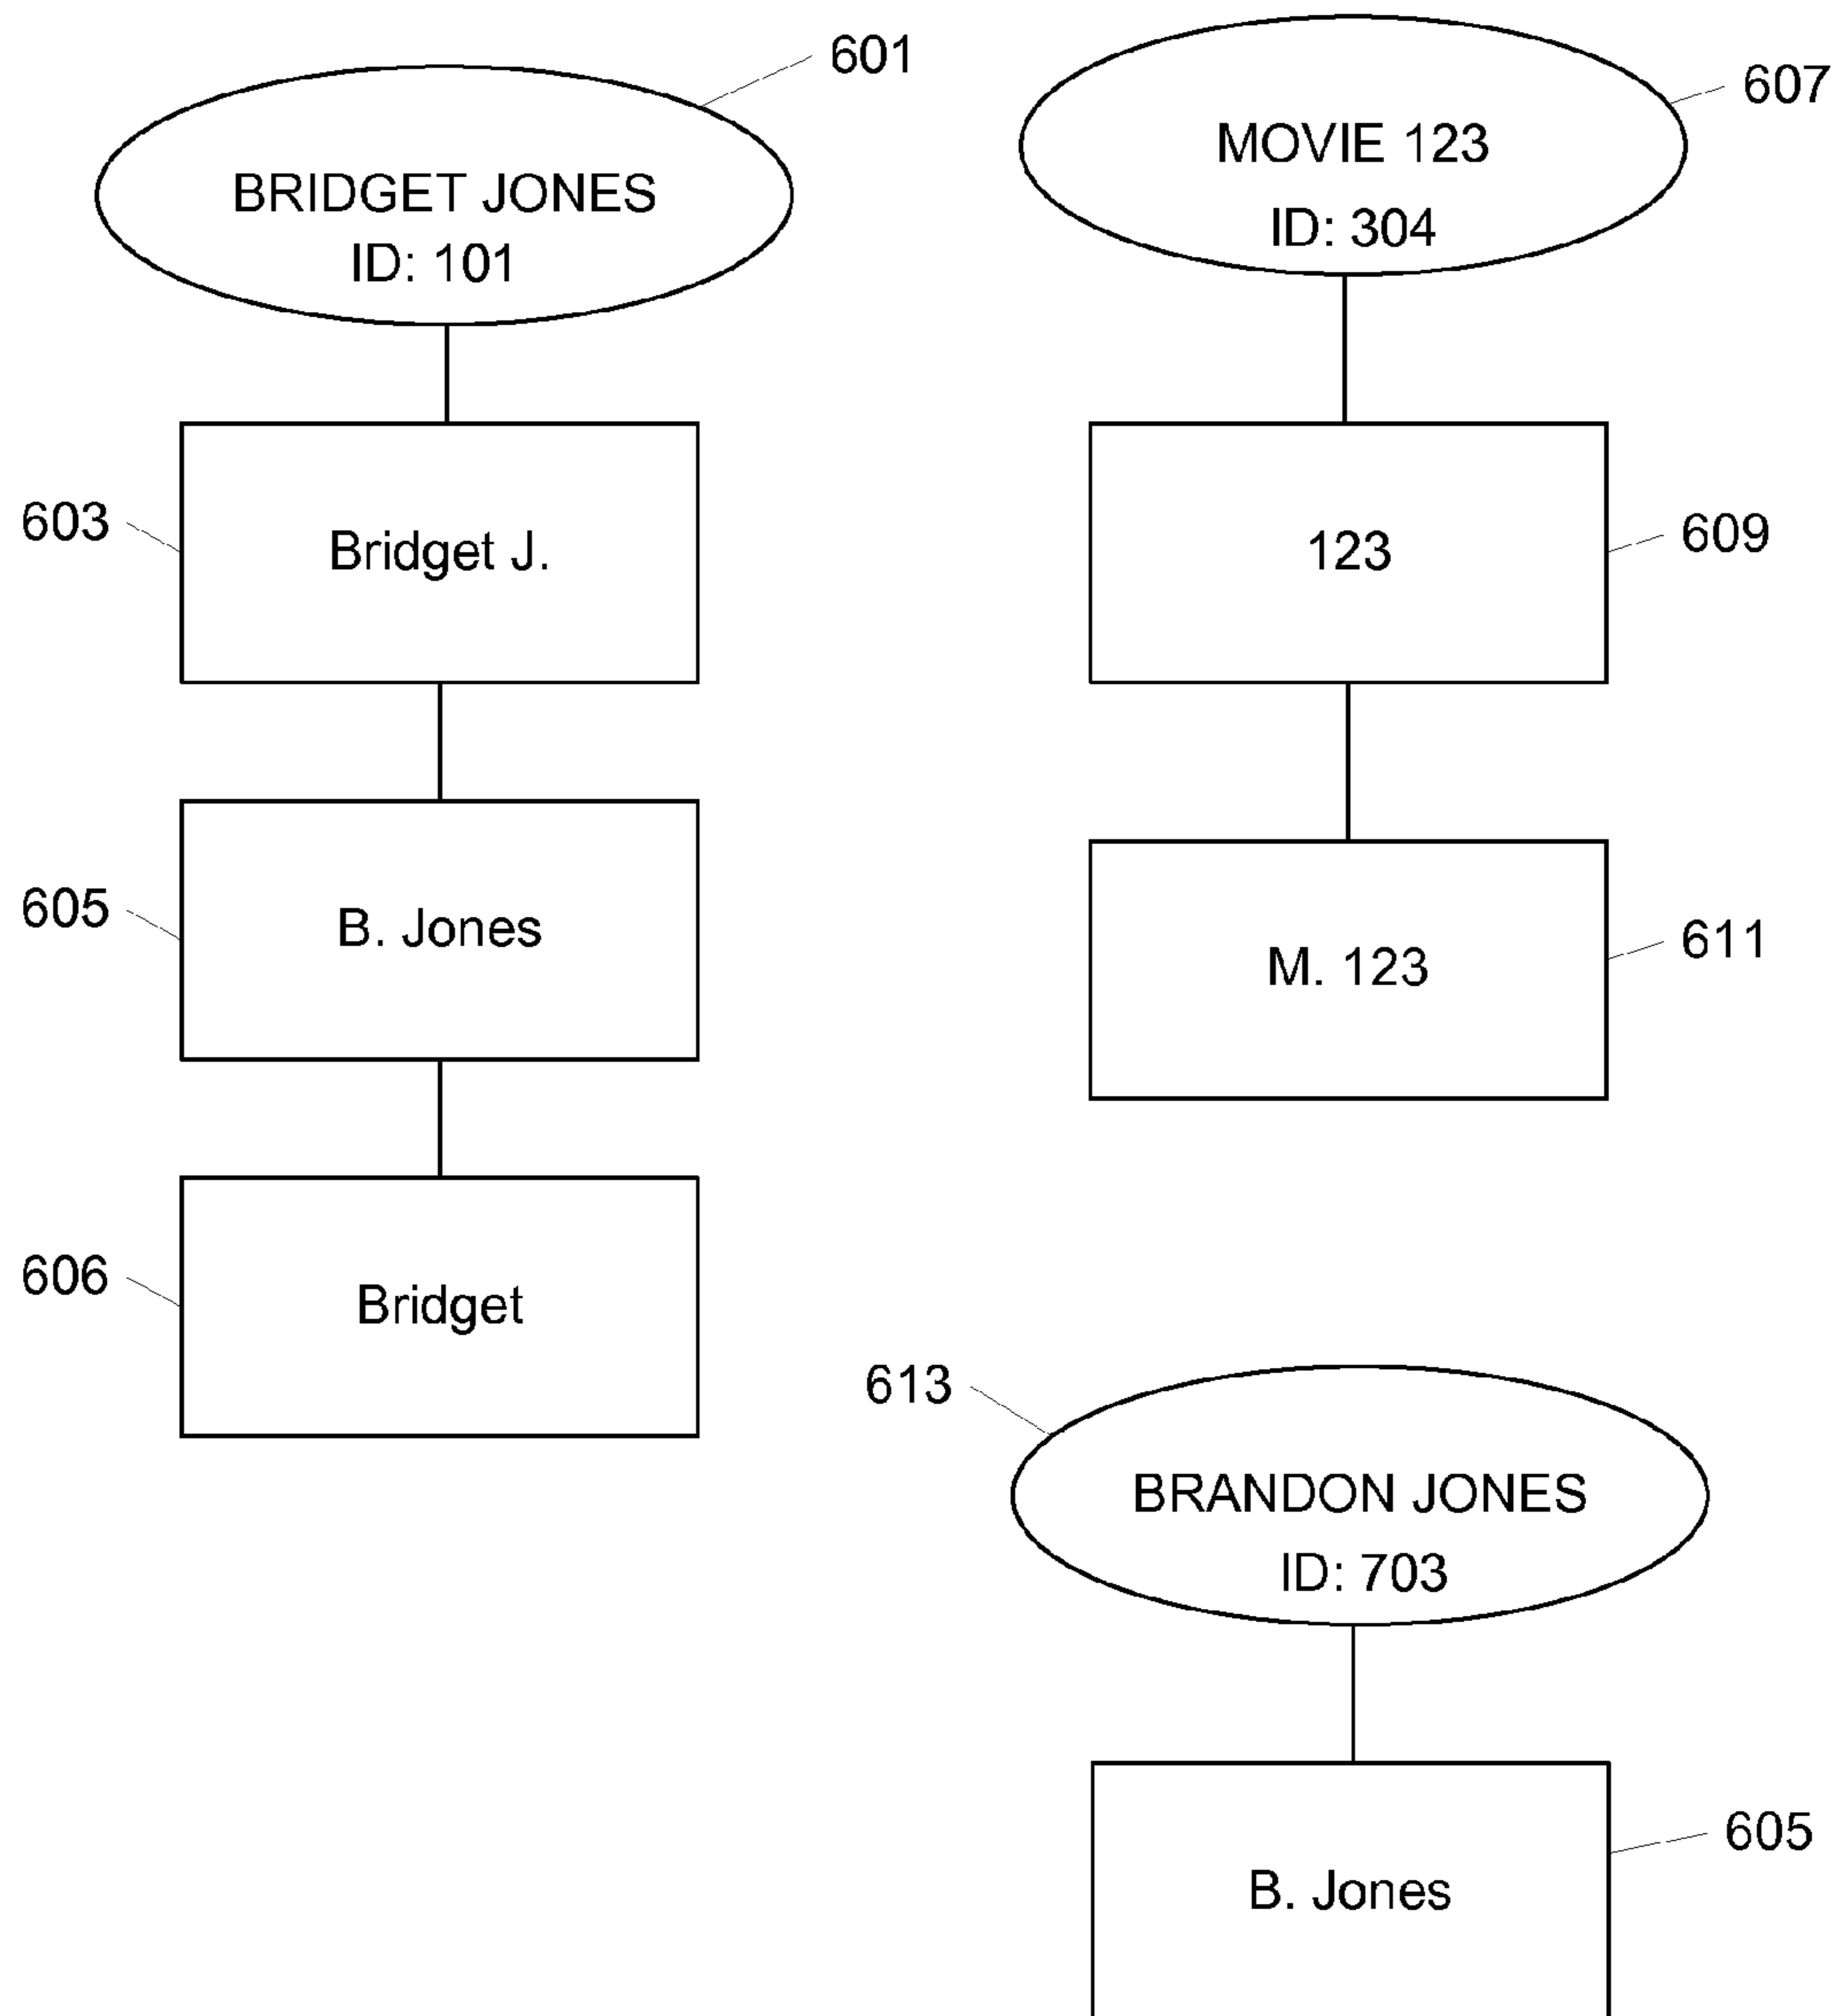 601
BRIDGET JONES
ID: 101
603
Bridget J.
605
B. Jones
606
Bridget
607
MOVIE 123
ID: 304
609
123
611
M. 123
613
BRANDON JONES
ID: 703
605
B. Jones